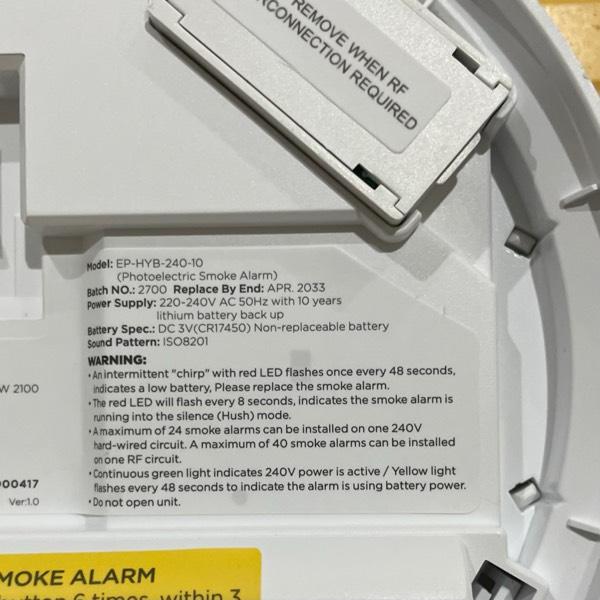 REMOVE WHEN RF
RCONNECTION REQUIRED
Model: EP-HYB-240-10
(Photoelectric Smoke Alarm)
Batch NO.: 2700 Replace By End: APR. 2033
Power Supply: 220-240V AC 50Hz with 10 years
lithium battery back up
Battery Spec.: DC 3V(CR17450) Non-replaceable battery
Sound Pattern: ISO8201
WARNING:
•An intermittent "chirp" with red LED flashes once every 48 seconds,
indicates a low battery, Please replace the smoke alarm.
•The red LED will flash every 8 seconds, indicates the smoke alarm is
running into the silence (Hush) mode.
•A maximum of 24 smoke alarms can be installed on one 240V
hard-wired circuit. A maximum of 40 smoke alarms can be installed
on one RF circuit.
•Continuous green light indicates 240V power is active / Yellow light
flashes every 48 seconds to indicate the alarm is using battery power.
•Do not open unit.
W 2100
00417
Ver:1.0
MOKE ALARM
button 6 times, within 3